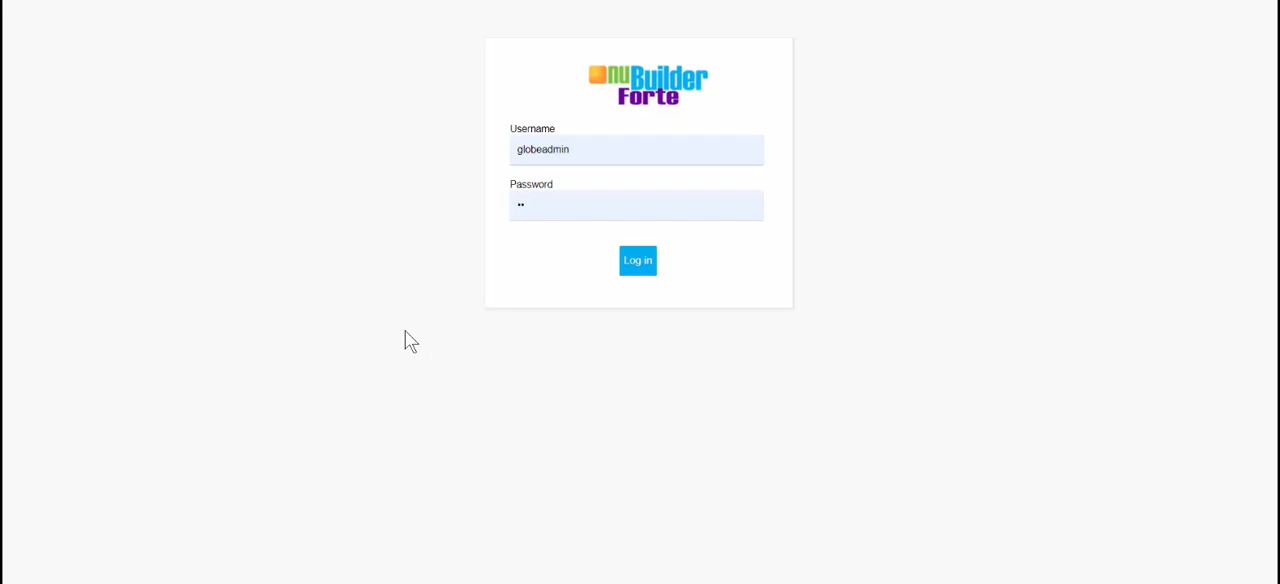 nuBuilder
Forte
Username
globeadmin
Password
••
Log in